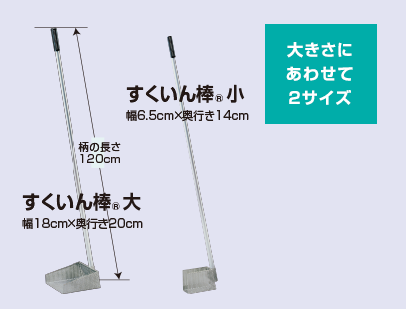 大きさに
あわせて
2サイズ
すくいん棒® 小
幅6.5cm×奥行き14cm
柄の長さ
120cm
すくいん棒® 大
幅18cm×奥行き20cm